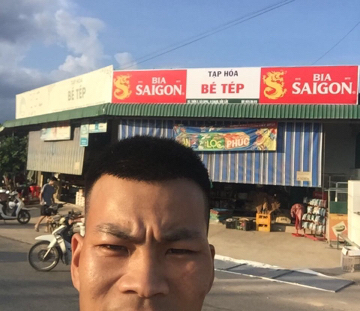 BIA
SAIGON
TẠP HÓA
BÉ TÉP
BIA
SAIGON
BÉ TÉP
LỘC PHÚC